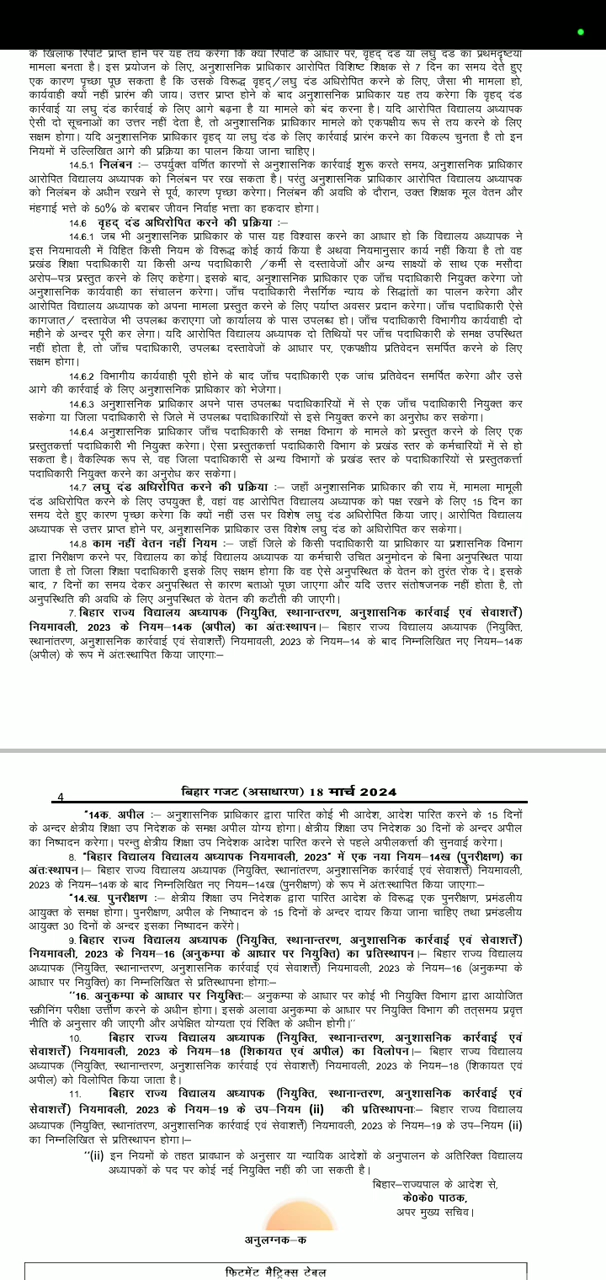 के खिलाफ रिपोर्ट प्राप्त होने पर यह तय करेगा कि क्या रिपोर्ट के आधार पर, वृहद् दंड या लघु दंड का प्रथमदृष्टया
मामला बनता है। इस प्रयोजन के लिए, अनुशासनिक प्राधिकार आरोपित विशिष्ट शिक्षक से 7 दिन का समय देते हुए
एक कारण पृच्छा पूछ सकता है कि उसके विरूद्ध वृहद्/लघु दंड अधिरोपित करने के लिए, जैसा भी मामला हो,
कार्यवाही क्यों नहीं प्रारंभ की जाय। उत्तर प्राप्त होने के बाद अनुशासनिक प्राधिकार यह तय करेगा कि वृहद् दंड
कार्रवाई या लघु दंड कार्रवाई के लिए आगे बढ़ना है या मामले को बंद करना है। यदि आरोपित विद्यालय अध्यापक
ऐसी दो सूचनाओं का उत्तर नहीं देता है, तो अनुशासनिक प्राधिकार मामले को एकपक्षीय रूप से तय करने के लिए
सक्षम होगा। यदि अनुशासनिक प्राधिकार वृहद् या लघु दंड के लिए कार्रवाई प्रारंभ करने का विकल्प चुनता है तो इन
नियमों में उल्लिखित आगे की प्रक्रिया का पालन किया जाना चाहिए।
14.5.1 निलंबन :– उपर्युक्त वर्णित कारणों से अनुशासनिक कार्रवाई शुरू करते समय, अनुशासनिक प्राधिकार
आरोपित विद्यालय अध्यापक को निलंबन पर रख सकता है। परंतु अनुशासनिक प्राधिकार आरोपित विद्यालय अध्यापक
को निलंबन के अधीन रखने से पूर्व, कारण पृच्छा करेगा। निलंबन की अवधि के दौरान, उक्त शिक्षक मूल वेतन और
मंहगाई भत्ते के 50% के बराबर जीवन निर्वाह भत्ता का हकदार होगा।
14.6 वृहद् दंड अधिरोपित करने की प्रक्रिया :–
14.6.1 जब भी अनुशासनिक प्राधिकार के पास यह विश्वास करने का आधार हो कि विद्यालय अध्यापक ने
इस नियमावली में विहित किसी नियम के विरूद्ध कोई कार्य किया है अथवा नियमानुसार कार्य नहीं किया है तो वह
प्रखंड शिक्षा पदाधिकारी या किसी अन्य पदाधिकारी /कर्मी से दस्तावेजों और अन्य साक्ष्यों के साथ एक मसौदा
अरोप–पत्र प्रस्तुत करने के लिए कहेगा। इसके बाद, अनुशासनिक प्राधिकार एक जाँच पदाधिकारी नियुक्त करेगा जो
अनुशासनिक कार्यवाही का संचालन करेगा। जाँच पदाधिकारी नैसर्गिक न्याय के सिद्धांतों का पालन करेगा और
आरोपित विद्यालय अध्यापक को अपना मामला प्रस्तुत करने के लिए पर्याप्त अवसर प्रदान करेगा। जाँच पदाधिकारी ऐसे
कागजात/ दस्तावेज भी उपलब्ध कराएगा जो कार्यालय के पास उपलब्ध हो। जाँच पदाधिकारी विभागीय कार्यवाही दो
महीने के अन्दर पूरी कर लेगा। यदि आरोपित विद्यालय अध्यापक दो तिथियों पर जाँच पदाधिकारी के समक्ष उपस्थित
नहीं होता है, तो जाँच पदाधिकारी, उपलब्ध दस्तावेजों के आधार पर, एकपक्षीय प्रतिवेदन समर्पित करने के लिए
सक्षम होगा।
14.6.2 विभागीय कार्यवाही पूरी होने के बाद जाँच पदाधिकारी एक जांच प्रतिवेदन समर्पित करेगा और उसे
आगे की कार्रवाई के लिए अनुशासनिक प्राधिकार को भेजेगा।
14.6.3 अनुशासनिक प्राधिकार अपने पास उपलब्ध पदाधिकारियों में से एक जाँच पदाधिकारी नियुक्त कर
सकेगा या जिला पदाधिकारी से जिले में उपलब्ध पदाधिकारियों से इसे नियुक्त करने का अनुरोध कर सकेगा।
14.6.4 अनुशासनिक प्राधिकार जाँच पदाधिकारी के समक्ष विभाग के मामले को प्रस्तुत करने के लिए एक
प्रस्तुतकर्त्ता पदाधिकारी भी नियुक्त करेगा। ऐसा प्रस्तुतकर्त्ता पदाधिकारी विभाग के प्रखंड स्तर के कर्मचारियों में से हो
सकता है। वैकल्पिक रूप से, वह जिला पदाधिकारी से अन्य विभागों के प्रखंड स्तर के पदाधिकारियों से प्रस्तुतकर्त्ता
पदाधिकारी नियुक्त करने का अनुरोध कर सकेगा।
14.7 लघु दंड अधिरोपित करने की प्रक्रिया :– जहाँ अनुशासनिक प्राधिकार की राय में, मामला मामूली
दंड अधिरोपित करने के लिए उपयुक्त है, वहां वह आरोपित विद्यालय अध्यापक को पक्ष रखने के लिए 15 दिन का
समय देते हुए कारण पृच्छा करेगा कि क्यों नहीं उस पर विशेष लघु दंड अधिरोपित किया जाए। आरोपित विद्यालय
अध्यापक से उत्तर प्राप्त होने पर, अनुशासनिक प्राधिकार उस विशेष लघु दंड को अधिरोपित कर सकेगा।
14.8 काम नहीं वेतन नहीं नियम :– जहाँ जिले के किसी पदाधिकारी या प्राधिकार या प्रशासनिक विभाग
द्वारा निरीक्षण करने पर, विद्यालय का कोई विद्यालय अध्यापक या कर्मचारी उचित अनुमोदन के बिना अनुपस्थित पाया
जाता है तो जिला शिक्षा पदाधिकारी इसके लिए सक्षम होगा कि वह ऐसे अनुपस्थित के वेतन को तुरंत रोक दे। इसके
बाद, 7 दिनों का समय देकर अनुपस्थित से कारण बताओ पूछा जाएगा और यदि उत्तर संतोषजनक नहीं होता है, तो
अनुपस्थिति की अवधि के लिए अनुपस्थित के वेतन की कटौती की जाएगी।
7. बिहार राज्य विद्यालय अध्यापक (नियुक्ति, स्थानान्तरण, अनुशासनिक कार्रवाई एवं सेवाशर्त्तें)
नियमावली, 2023 के नियम–14क (अपील) का अंतःस्थापन।– बिहार राज्य विद्यालय अध्यापक (नियुक्ति,
स्थानांतरण, अनुशासनिक कार्रवाई एवं सेवाशर्त्तें) नियमावली, 2023 के नियम–14 के बाद निम्नलिखित नए नियम–14क
(अपील) के रूप में अंतःस्थापित किया जाएगाः–
4
बिहार गजट (असाधारण) 18 मार्च 2024
"14क. अपील :– अनुशासनिक प्राधिकार द्वारा पारित कोई भी आदेश, आदेश पारित करने के 15 दिनों
के अन्दर क्षेत्रीय शिक्षा उप निदेशक के समक्ष अपील योग्य होगा। क्षेत्रीय शिक्षा उप निदेशक 30 दिनों के अन्दर अपील
का निष्पादन करेगा। परन्तु क्षेत्रीय शिक्षा उप निदेशक आदेश पारित करने से पहले अपीलकर्त्ता की सुनवाई करेगा।
8. "बिहार विद्यालय विद्यालय अध्यापक नियमावली, 2023" में एक नया नियम–14ख (पुनरीक्षण) का
अंतःस्थापन।– बिहार राज्य विद्यालय अध्यापक (नियुक्ति, स्थानांतरण, अनुशासनिक कार्रवाई एवं सेवाशर्त्तें) नियमावली,
2023 के नियम–14क के बाद निम्नलिखित नए नियम–14ख (पुनरीक्षण) के रूप में अंतःस्थापित किया जाएगाः–
"14.ख. पुनरीक्षण :– क्षेत्रीय शिक्षा उप निदेशक द्वारा पारित आदेश के विरूद्ध एक पुनरीक्षण, प्रमंडलीय
आयुक्त के समक्ष होगा। पुनरीक्षण, अपील के निष्पादन के 15 दिनों के अन्दर दायर किया जाना चाहिए तथा प्रमंडलीय
आयुक्त 30 दिनों के अन्दर इसका निष्पादन करेंगे।
9. बिहार राज्य विद्यालय अध्यापक (नियुक्ति, स्थानान्तरण, अनुशासनिक कार्रवाई एवं सेवाशर्त्तें)
नियमावली, 2023 के नियम–16 (अनुकम्पा के आधार पर नियुक्ति) का प्रतिस्थापन।– बिहार राज्य विद्यालय
अध्यापक (नियुक्ति, स्थानांतरण, अनुशासनिक कार्रवाई एवं सेवाशर्त्तें) नियमावली, 2023 के नियम–16 (अनुकम्पा के
आधार पर नियुक्ति) का निम्नलिखित से प्रतिस्थापना होगाः–
"16. अनुकम्पा के आधार पर नियुक्तिः– अनुकम्पा के आधार पर कोई भी नियुक्ति विभाग द्वारा आयोजित
स्क्रीनिंग परीक्षा उर्त्तीण करने के अधीन होगा। इसके अलावा अनुकम्पा के आधार पर नियुक्ति विभाग की तत्समय प्रवृत्त
नीति के अनुसार की जाएगी और अपेक्षित योग्यता एवं रिक्ति के अधीन होगी।"
10. बिहार राज्य विद्यालय अध्यापक (नियुक्ति, स्थानान्तरण, अनुशासनिक कार्रवाई एवं
सेवाशर्त्तें) नियमावली, 2023 के नियम–18 (शिकायत एवं अपील) का विलोपन।– बिहार राज्य विद्यालय
अध्यापक (नियुक्ति, स्थानांतरण, अनुशासनिक कार्रवाई एवं सेवाशर्त्तें) नियमावली, 2023 के नियम–18 (शिकायत एवं
अपील) को विलोपित किया जाता है।
11. बिहार राज्य विद्यालय अध्यापक (नियुक्ति, स्थानान्तरण, अनुशासनिक कार्रवाई एवं
सेवाशर्त्तें) नियमावली, 2023 के नियम–19 के उप–नियम (ii) की प्रतिस्थापनाः– बिहार राज्य विद्यालय
अध्यापक (नियुक्ति, स्थानांतरण, अनुशासनिक कार्रवाई एवं सेवाशर्त्तें) नियमावली, 2023 के नियम–19 के उप–नियम (ii)
का निम्नलिखित से प्रतिस्थापन होगा।–
"(ii) इन नियमों के तहत प्रावधान के अनुसार या न्यायिक आदेशों के अनुपालन के अतिरिक्त विद्यालय
अध्यापकों के पद पर कोई नई नियुक्ति नहीं की जा सकती है।
बिहार–राज्यपाल के आदेश से,
के0के0 पाठक,
अपर मुख्य सचिव।
अनुलग्नक–क
फिटमेंट मैट्रिक्स टेबल